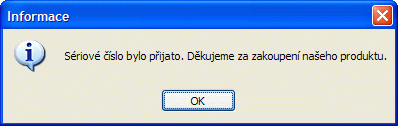 Informace
Sériové číslo bylo přijato. Děkujeme za zakoupení našeho produktu.
OK